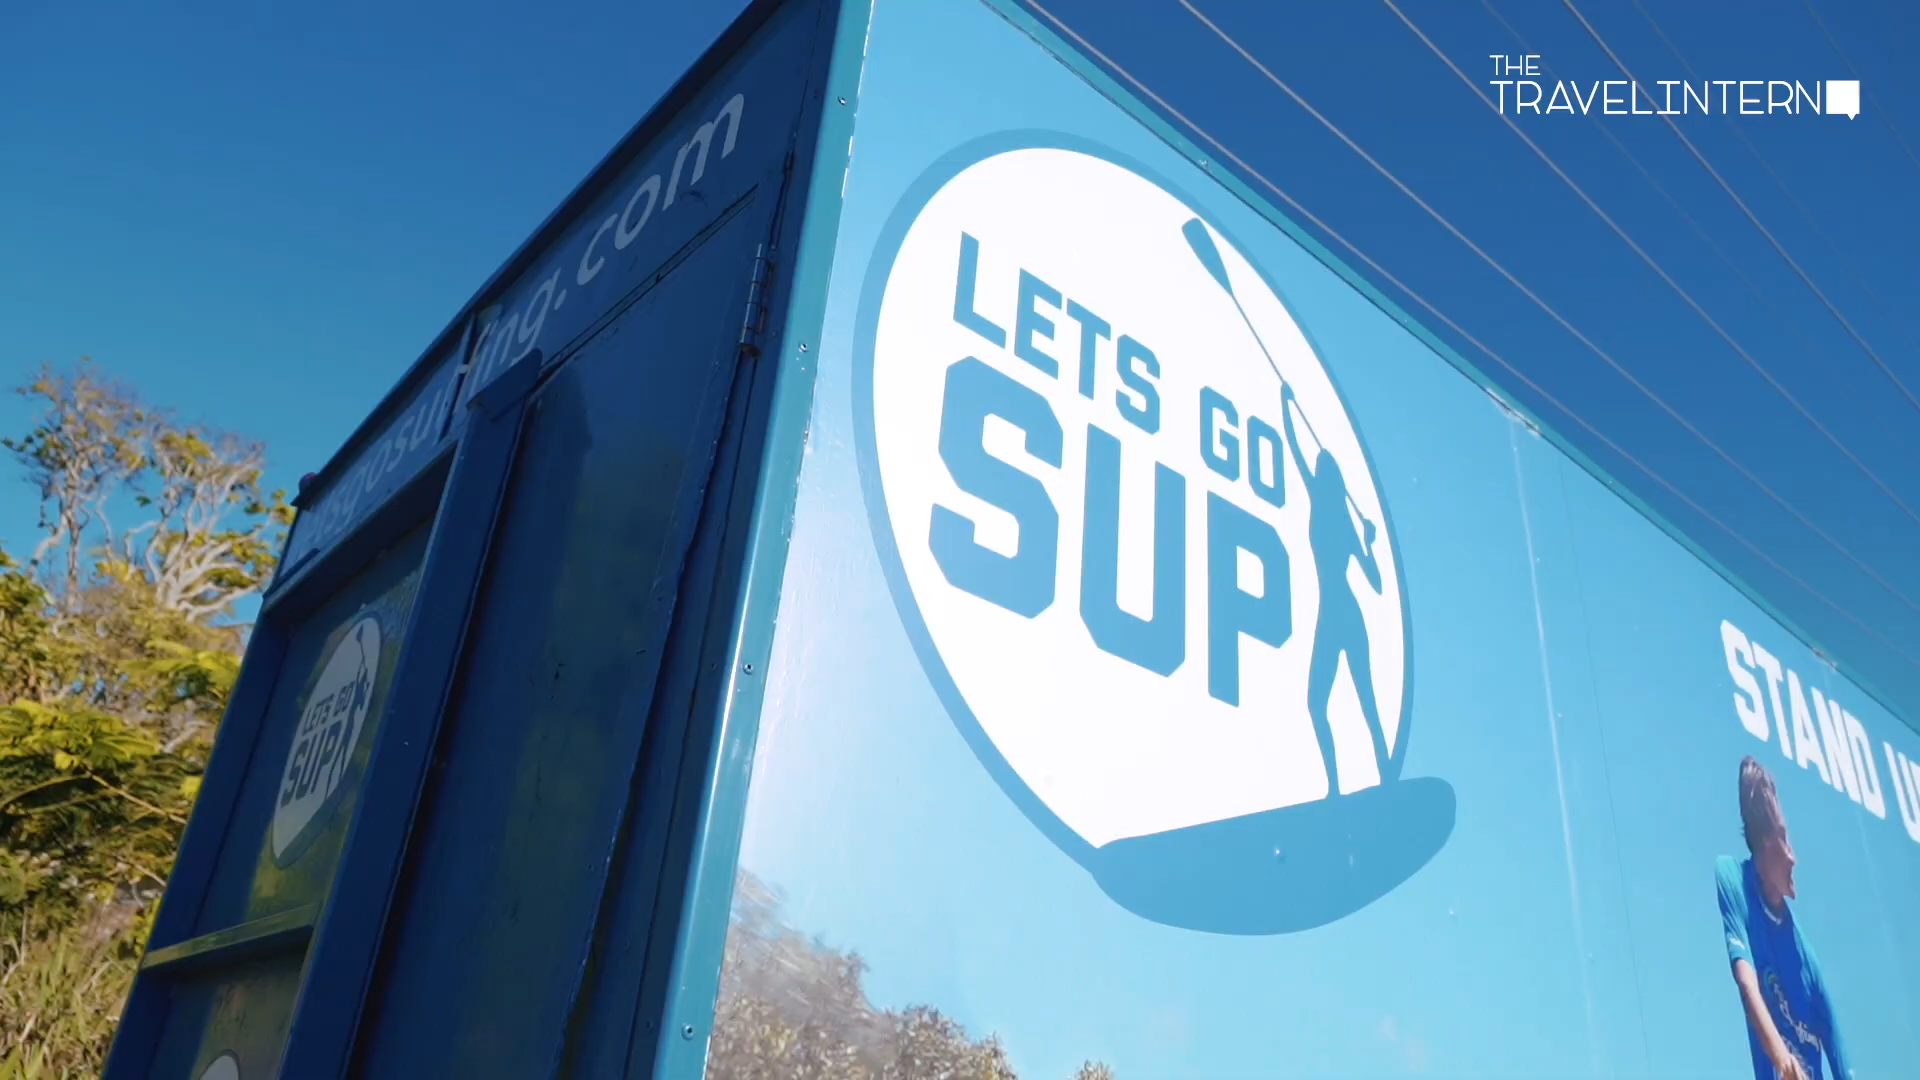 THE
TRAVELINTERN
LETS GO
SUP
STAND
LETS GO
SUP